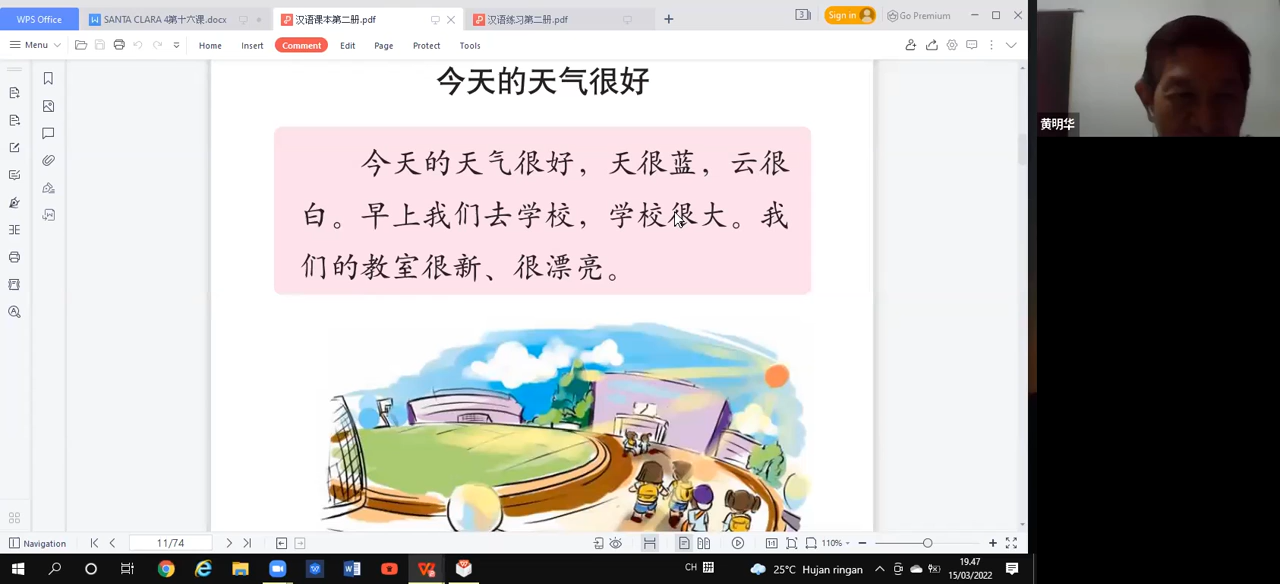 WPS Office
SANTA CLARA 4第十六课.docx
汉语课本第二册.pdf
汉语练习第二册.pdf
Sign in
Go Premium
Menu
Home
Insert
Comment
Edit
Page
Protect
Tools
黄明华
今天的天气很好
今天的天气很好，天很蓝，云很
白。早上我们去学校，学校很大。我
们的教室很新、很漂亮。
Navigation
11/74
110%
CH
25°C Hujan ringan
19.47
15/03/2022